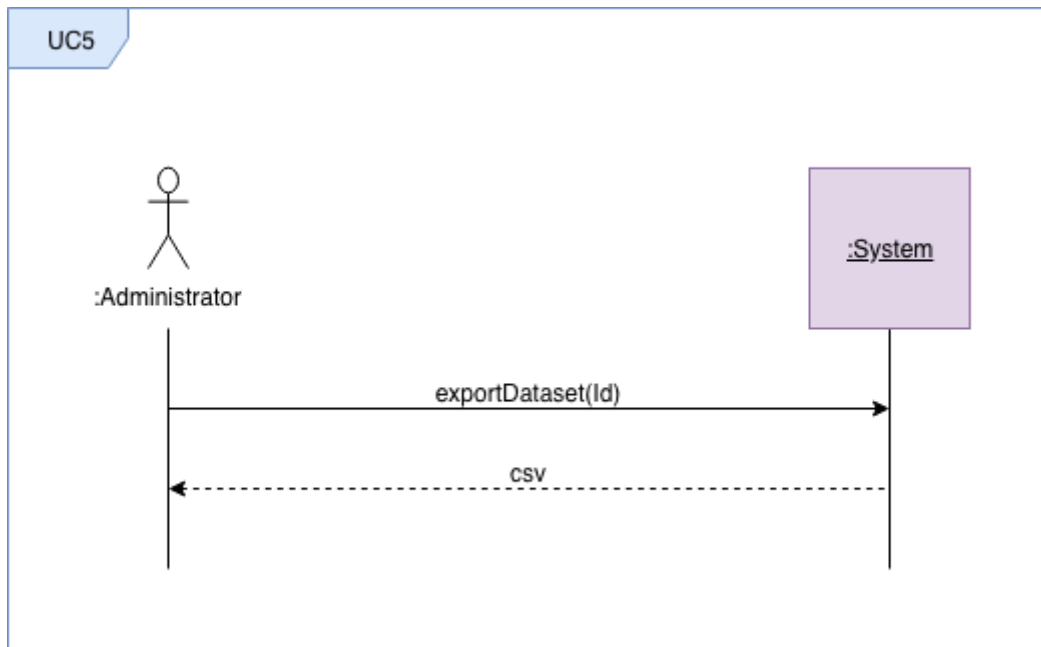 UC5
:System
:Administrator
exportDataset(Id)
csv